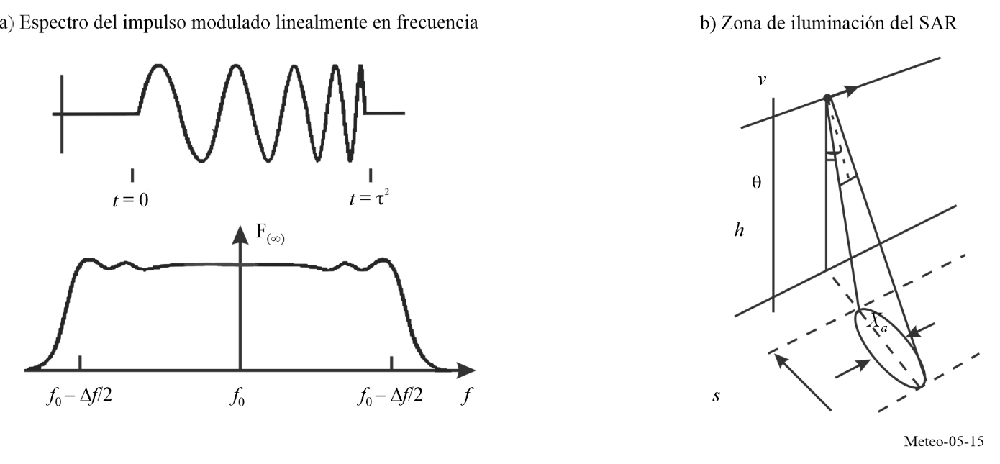 a) Espectro del impulso modulado linealmente en frecuencia
t = 0
t = τ²
F(∞)
f₀ – Δf/2
f₀
f₀ – Δf/2
f
b) Zona de iluminación del SAR
v
θ
h
Xₐ
s
Meteo-05-15